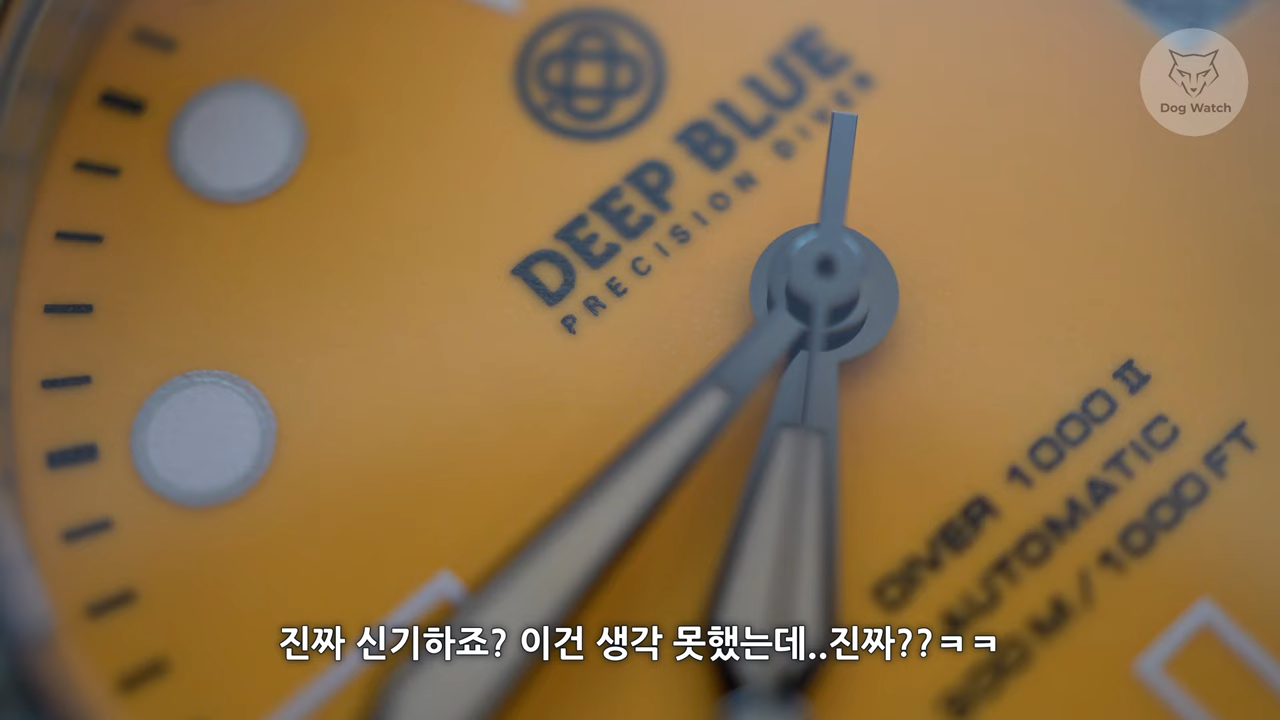 DEEP BLUE
PRECISION DIVER
DIVER 1000 II
AUTOMATIC
300 M / 1000 FT
Dog Watch
진짜 신기하죠? 이건 생각 못했는데..진짜??ㅋㅋ